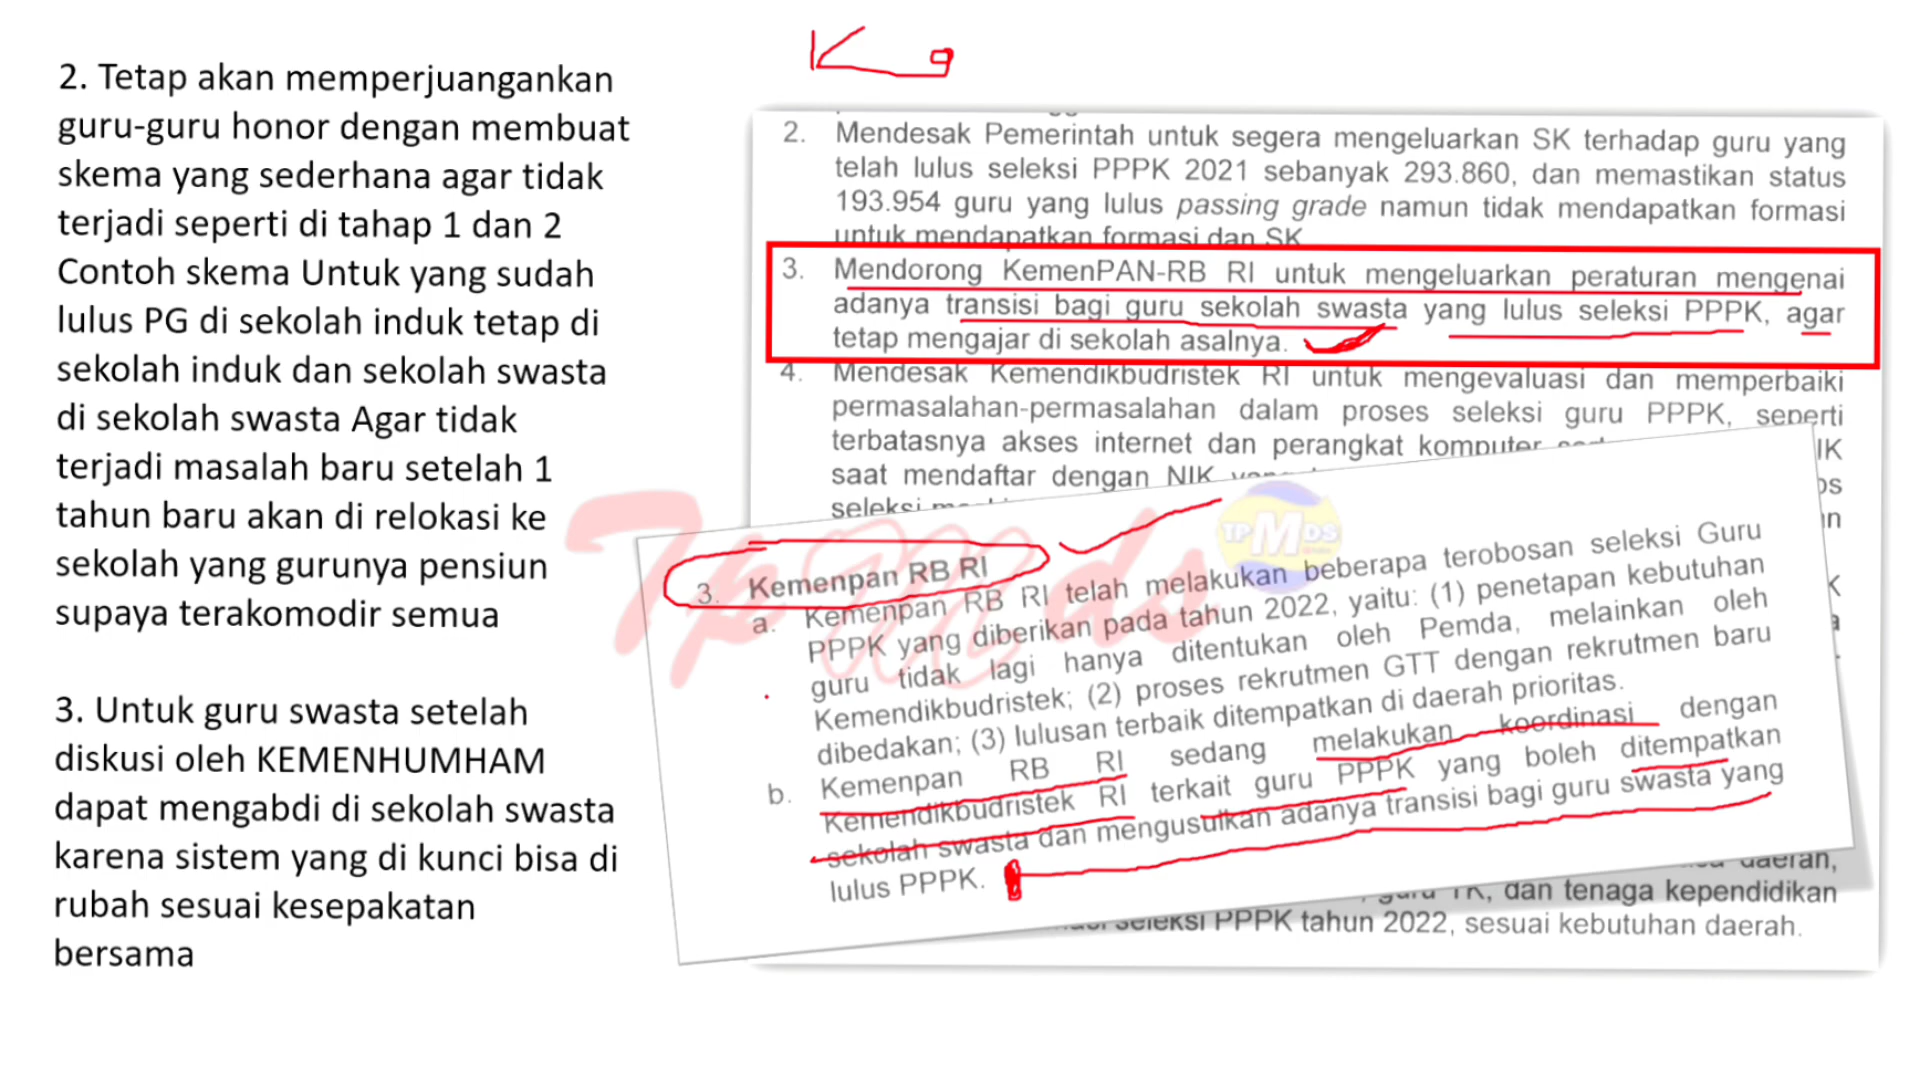 2. Tetap akan memperjuangankan
guru-guru honor dengan membuat
skema yang sederhana agar tidak
terjadi seperti di tahap 1 dan 2
Contoh skema Untuk yang sudah
lulus PG di sekolah induk tetap di
sekolah induk dan sekolah swasta
di sekolah swasta Agar tidak
terjadi masalah baru setelah 1
tahun baru akan di relokasi ke
sekolah yang gurunya pensiun
supaya terakomodir semua
3. Untuk guru swasta setelah
diskusi oleh KEMENHUMHAM
dapat mengabdi di sekolah swasta
karena sistem yang di kunci bisa di
rubah sesuai kesepakatan
bersama
2. Mendesak Pemerintah untuk segera mengeluarkan SK terhadap guru yang
telah lulus seleksi PPPK 2021 sebanyak 293.860, dan memastikan status
193.954 guru yang lulus passing grade namun tidak mendapatkan formasi
untuk mendapatkan formasi dan SK
3. Mendorong KemenPAN-RB RI untuk mengeluarkan peraturan mengenai
adanya transisi bagi guru sekolah swasta yang lulus seleksi PPPK, agar
tetap mengajar di sekolah asalnya.
4. Mendesak Kemendikbudristek RI untuk mengevaluasi dan memperbaiki
permasalahan-permasalahan dalam proses seleksi guru PPPK, seperti
terbatasnya akses internet dan perangkat komputer
saat mendaftar dengan NIK
seleksi
3. Kemenpan RB RI
a. Kemenpan RB RI telah melakukan beberapa terobosan seleksi Guru
PPPK yang diberikan pada tahun 2022, yaitu: (1) penetapan kebutuhan
guru tidak lagi hanya ditentukan oleh Pemda, melainkan oleh
Kemendikbudristek; (2) proses rekrutmen GTT dengan rekrutmen baru
dibedakan; (3) lulusan terbaik ditempatkan di daerah prioritas.
b. Kemenpan RB RI sedang melakukan koordinasi dengan
Kemendikbudristek RI terkait guru PPPK yang boleh ditempatkan
sekolah swasta dan mengusulkan adanya transisi bagi guru swasta yang
lulus PPPK.
daerah,
guru TK, dan tenaga kependidikan
seleksi PPPK tahun 2022, sesuai kebutuhan daerah.
TpMds
TPMDS